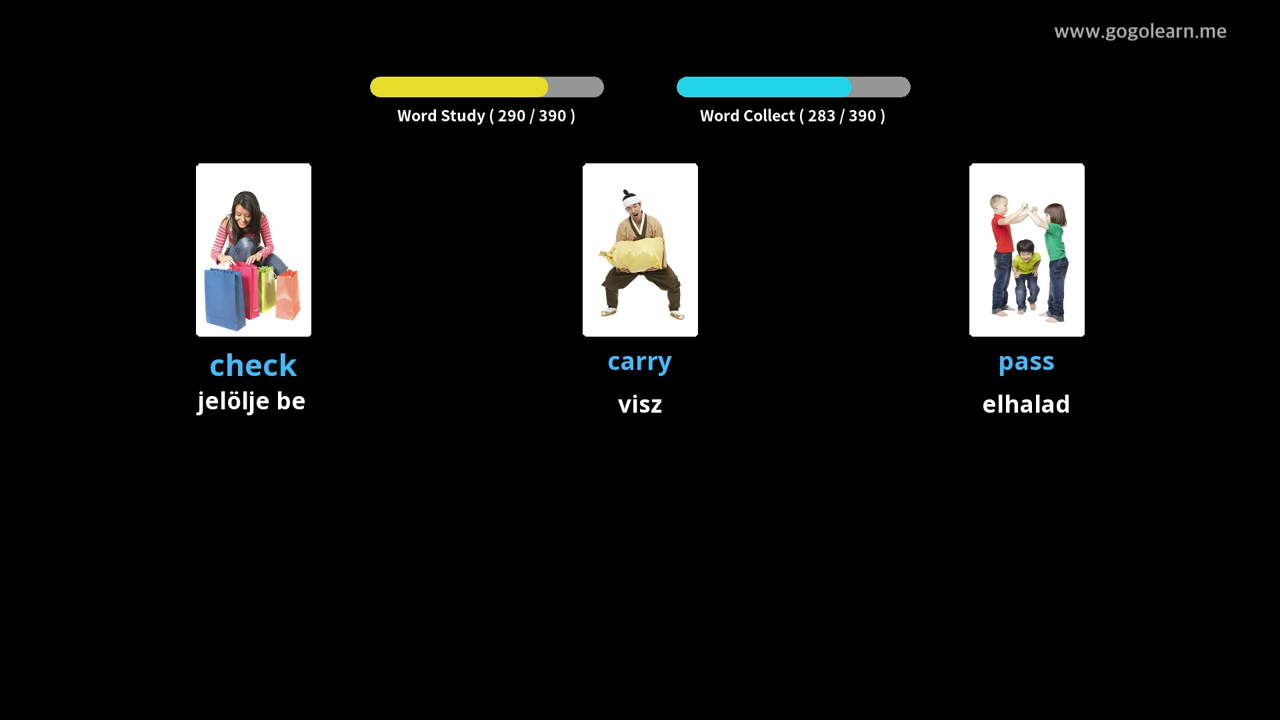 www.gogolearn.me
Word Study ( 290 / 390 )
Word Collect ( 283 / 390 )
check
jelölje be
carry
visz
pass
elhalad